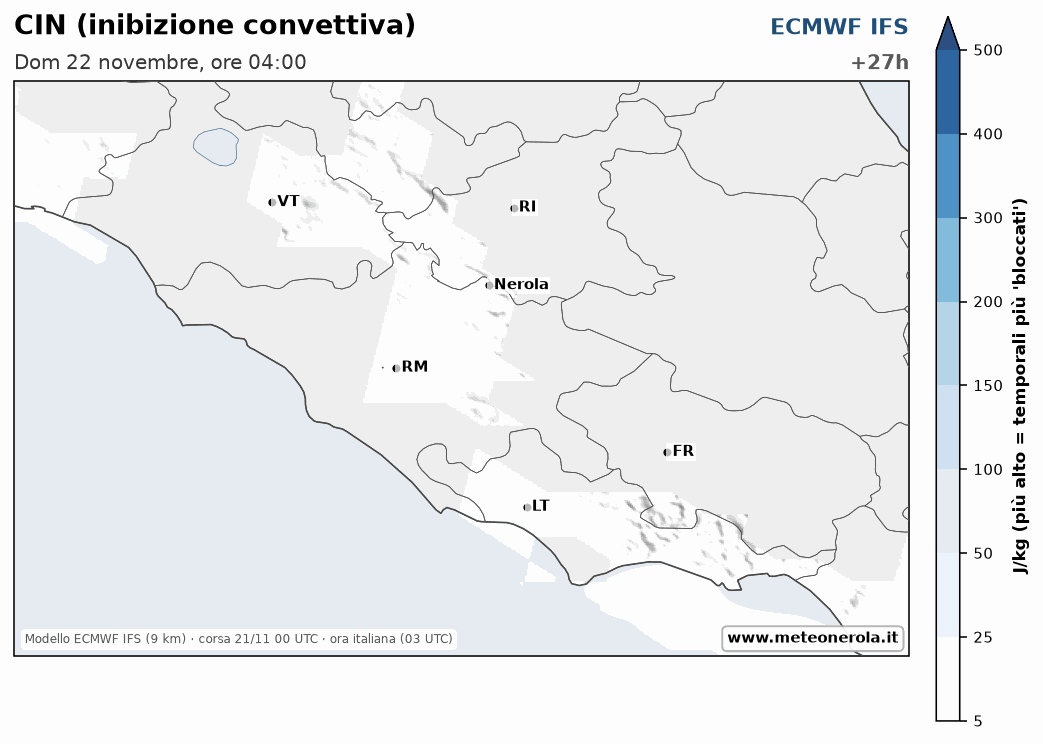 CIN (inibizione convettiva)
ECMWF IFS
Dom 22 novembre, ore 04:00
+27h
VT
RI
Nerola
RM
FR
LT
Modello ECMWF IFS (9 km) · corsa 21/11 00 UTC · ora italiana (03 UTC)
www.meteonerola.it
500
400
300
200
150
100
50
25
5
J/kg (più alto = temporali più 'bloccati')